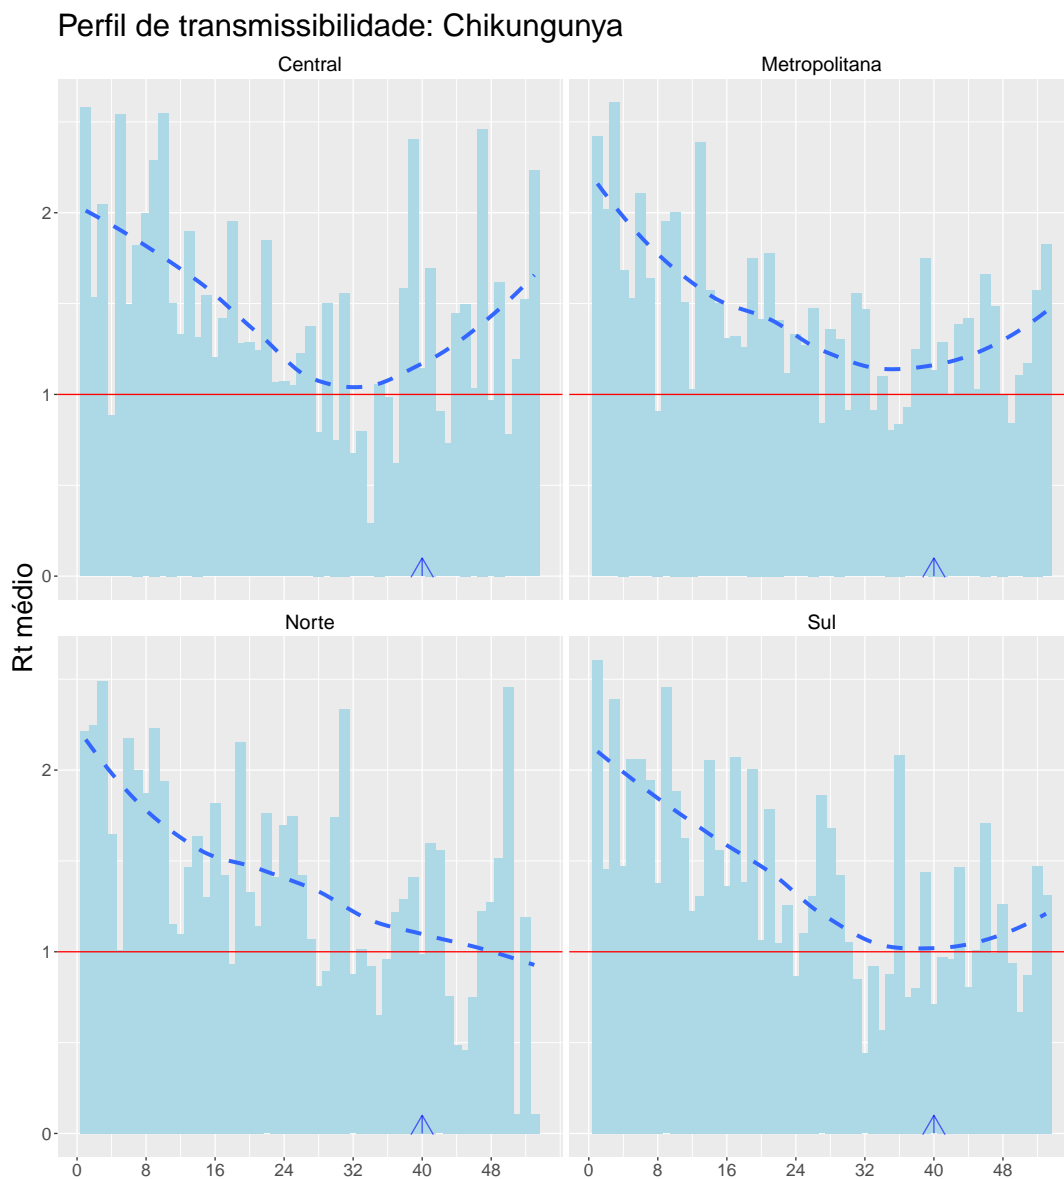 Perfil de transmissibilidade: Chikungunya
Central
Metropolitana
2
1
0
Rt médio
Norte
Sul
2
1
0
0 8 16 24 32 40 48
0 8 16 24 32 40 48